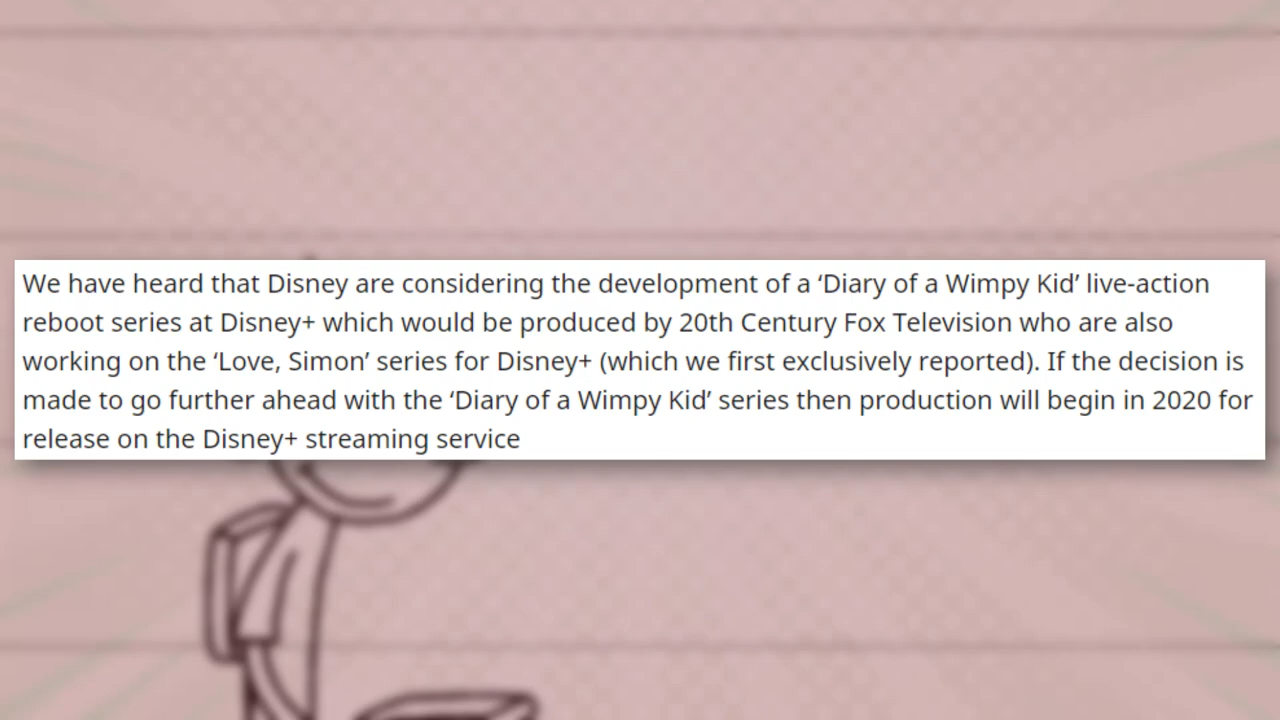 We have heard that Disney are considering the development of a ‘Diary of a Wimpy Kid’ live-action
reboot series at Disney+ which would be produced by 20th Century Fox Television who are also
working on the ‘Love, Simon’ series for Disney+ (which we first exclusively reported). If the decision is
made to go further ahead with the ‘Diary of a Wimpy Kid’ series then production will begin in 2020 for
release on the Disney+ streaming service